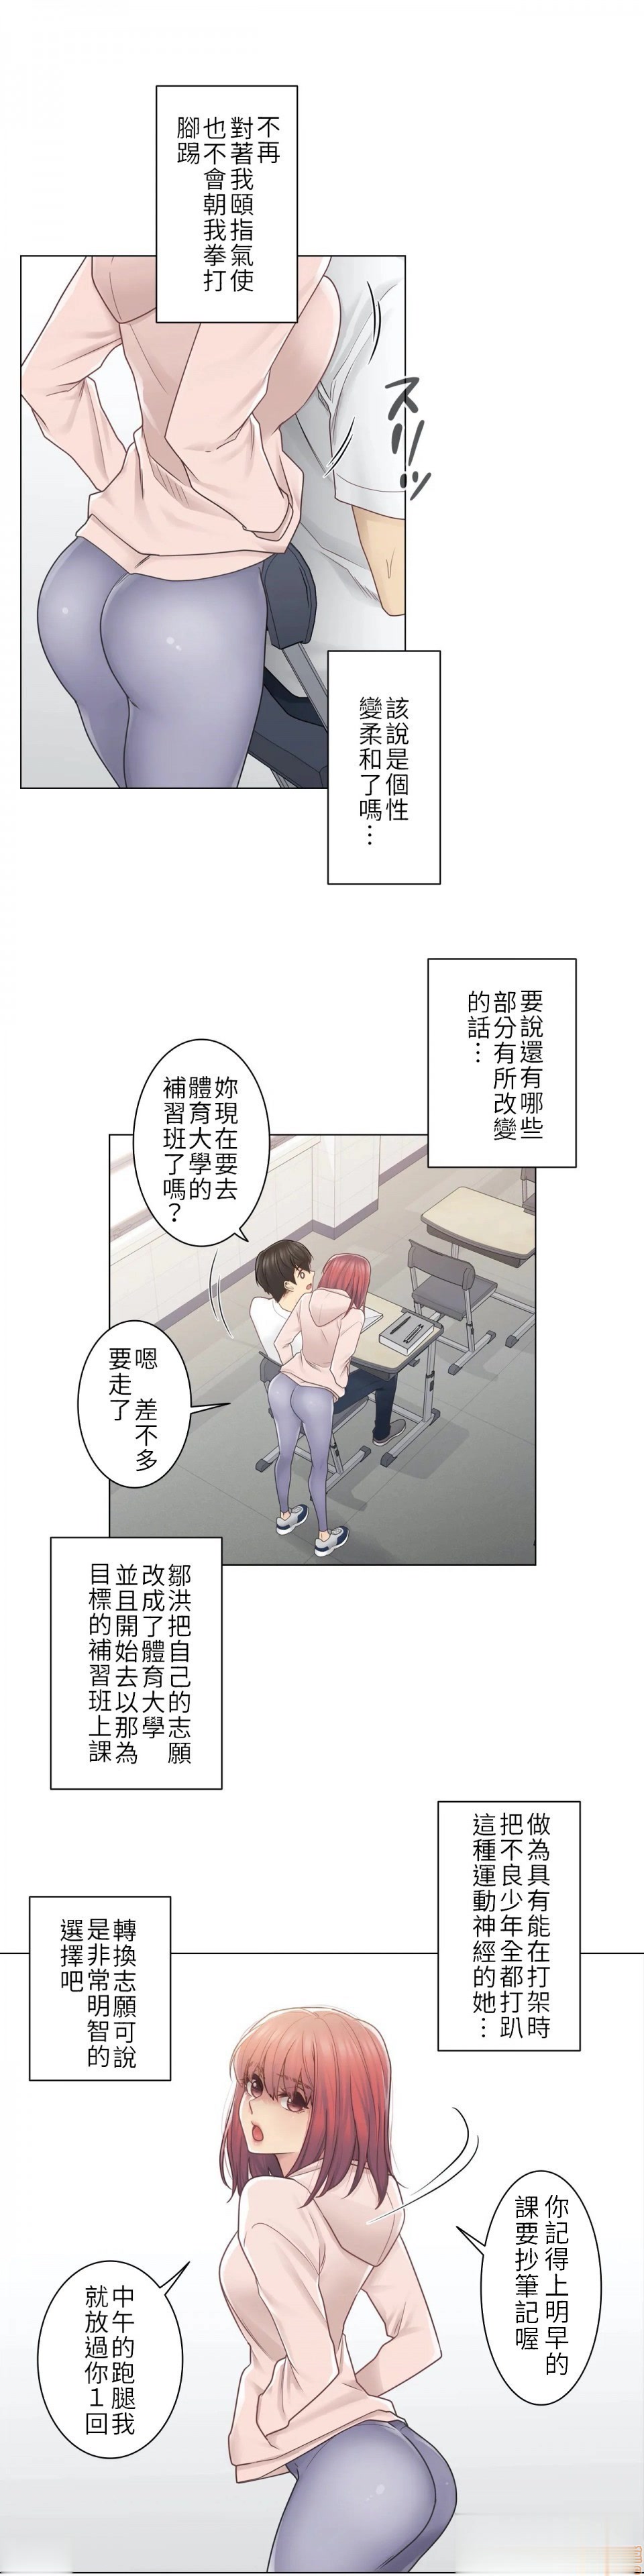 不再
對著我頤指氣使
也不會朝我拳打
腳踢
スリッ
該說是個性
變柔和了嗎…
要說還有哪些
部分有所改變
的話…
妳現在要去
體育大學的
補習班了嗎？
嗯 差不多
要走了
鄒洪把自己的志願
改成了體育大學
並且開始去以那為
目標的補習班上課
做為具有能在打架時
把不良少年全都打趴
這種運動神經的她…
轉換志願可說
是非常明智的
選擇吧
你記得上明早的
課要抄筆記喔
中午的跑腿我
就放過你1回